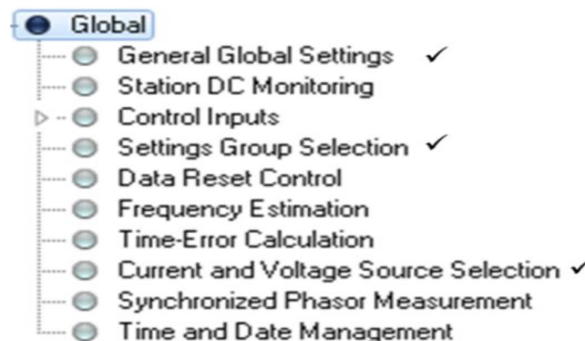 Global
General Global Settings ✓
Station DC Monitoring
Control Inputs
Settings Group Selection ✓
Data Reset Control
Frequency Estimation
Time-Error Calculation
Current and Voltage Source Selection ✓
Synchronized Phasor Measurement
Time and Date Management